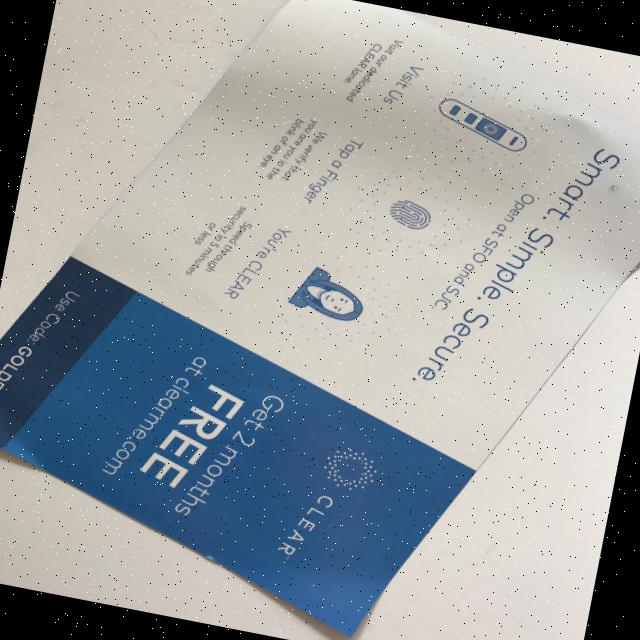 Smart. Simple. Secure.
Open at SFO and SJC
Visit Us
Visit our dedicated
CLEAR lane
Tap a Finger
We verify that
you are you in the
blink of an eye
You're CLEAR
Speed through
security in 5 minutes
or less
CLEAR
Get 2 months
FREE
at clearme.com
Use Code: